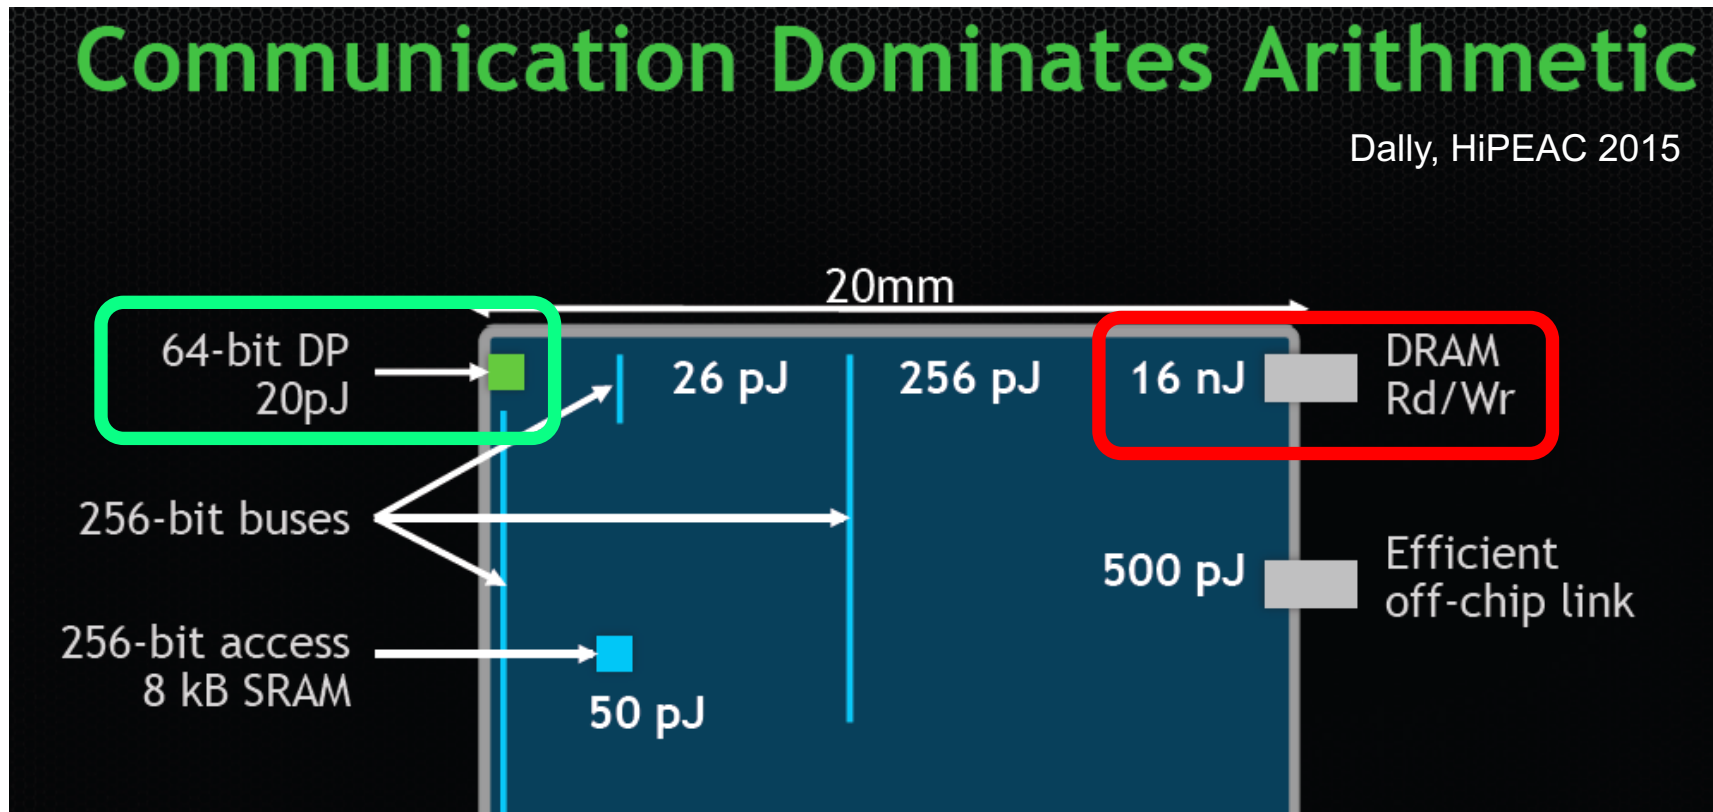 Communication Dominates Arithmetic
Dally, HiPEAC 2015
20mm
64-bit DP
20pJ
26 pJ
256 pJ
16 nJ
DRAM
Rd/Wr
256-bit buses
500 pJ
Efficient
off-chip link
256-bit access
8 kB SRAM
50 pJ